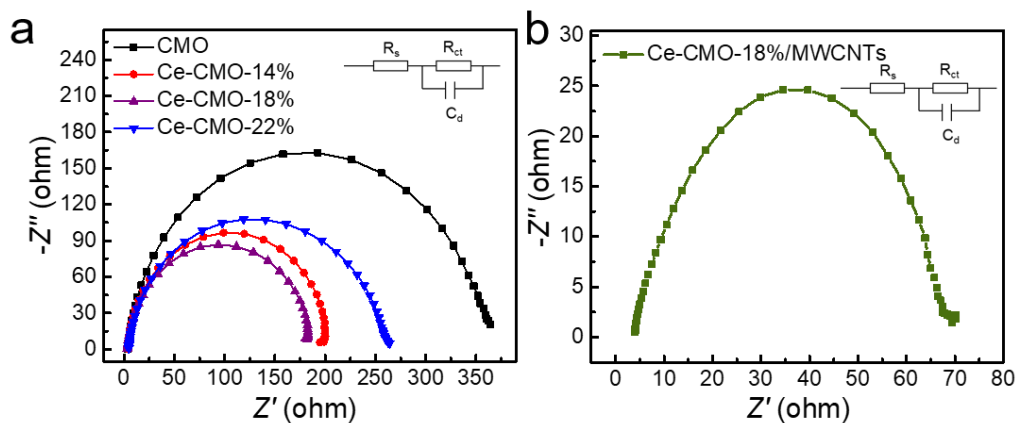 a
CMO
Ce-CMO-14%
Ce-CMO-18%
Ce-CMO-22%
Rs
Rct
Cd
240
210
180
150
120
90
60
30
0
-Z″ (ohm)
0 50 100 150 200 250 300 350
Z′ (ohm)
b
Ce-CMO-18%/MWCNTs
Rs
Rct
Cd
30
25
20
15
10
5
0
-Z″ (ohm)
0 10 20 30 40 50 60 70 80
Z′ (ohm)